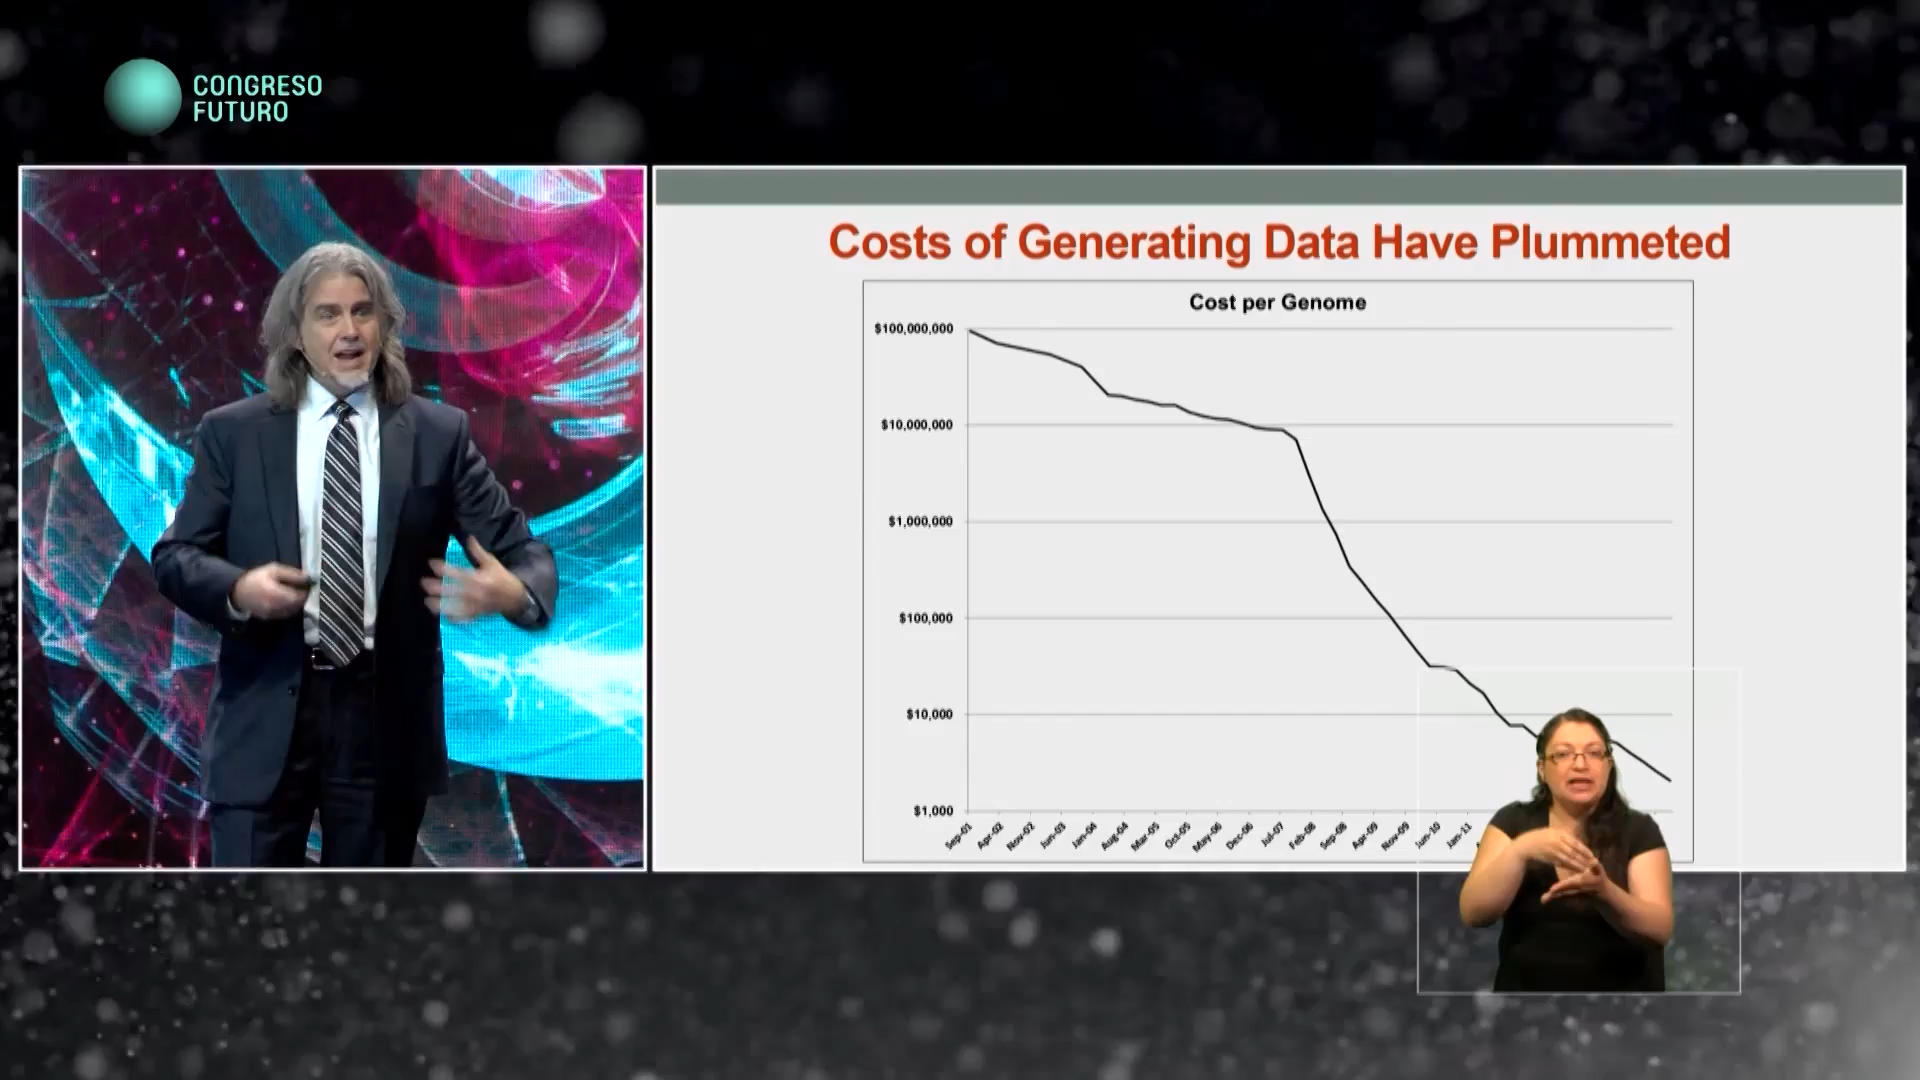 CONGRESO
FUTURO
Costs of Generating Data Have Plummeted
Cost per Genome
$100,000,000
$10,000,000
$1,000,000
$100,000
$10,000
$1,000
Sep-01
Apr-02
Nov-02
Jun-03
Jan-04
Aug-04
Mar-05
Oct-05
May-06
Dec-06
Jul-07
Feb-08
Sep-08
Apr-09
Nov-09
Jun-10
Jan-11